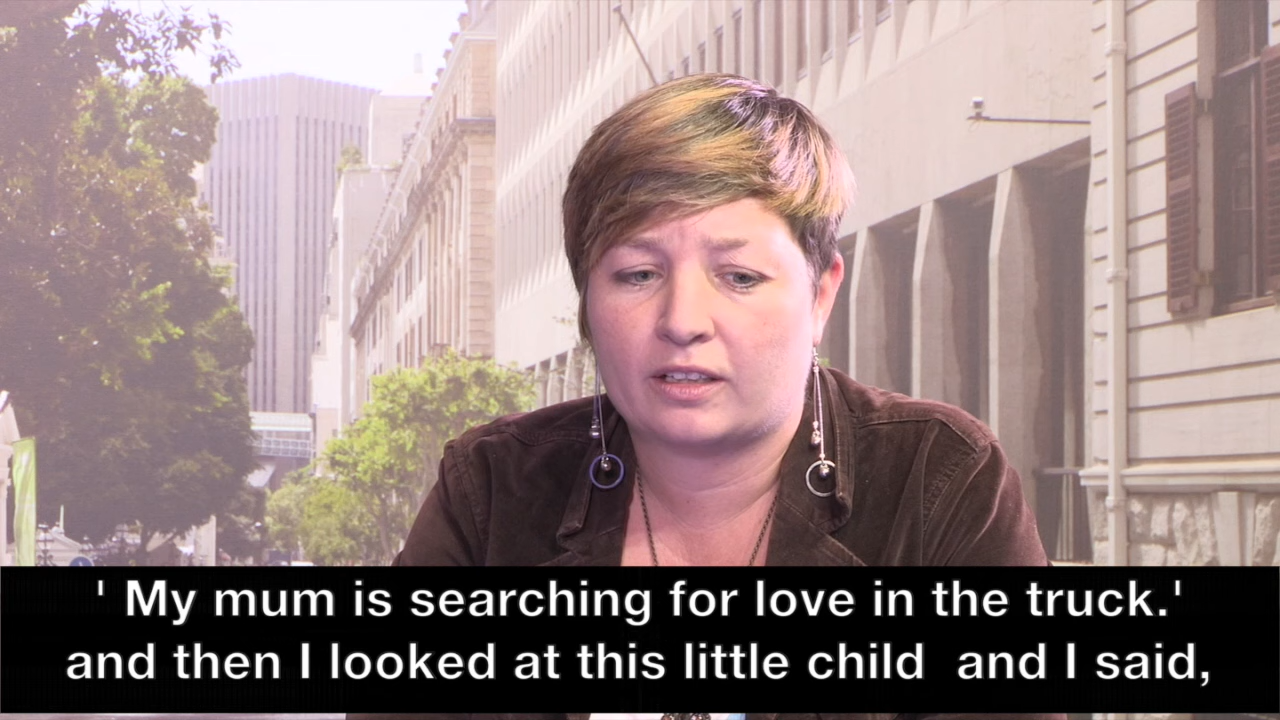 ' My mum is searching for love in the truck.'
and then I looked at this little child  and I said,